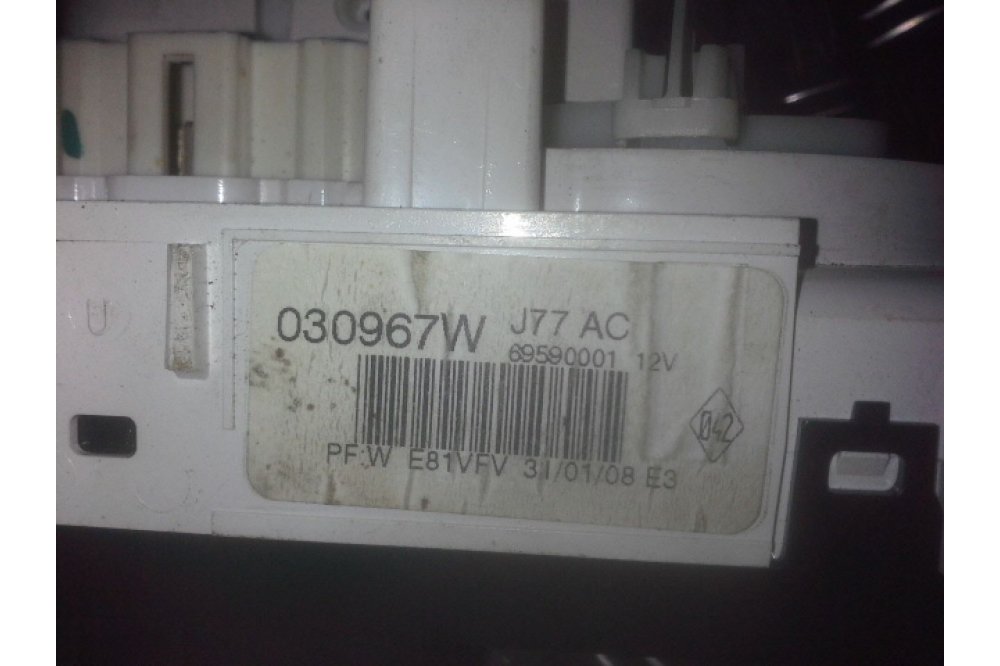 030967W J77 AC
69590001 12V
042
PF:W E81VFV 31/01/08 E3
U